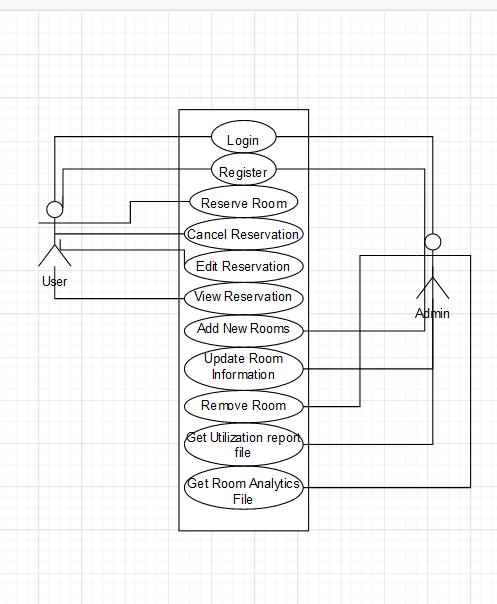 Login
Register
Reserve Room
Cancel Reservation
Edit Reservation
User
View Reservation
Add New Rooms
Admin
Update Room
Information
Remove Room
Get Utilization report
file
Get Room Analytics
File